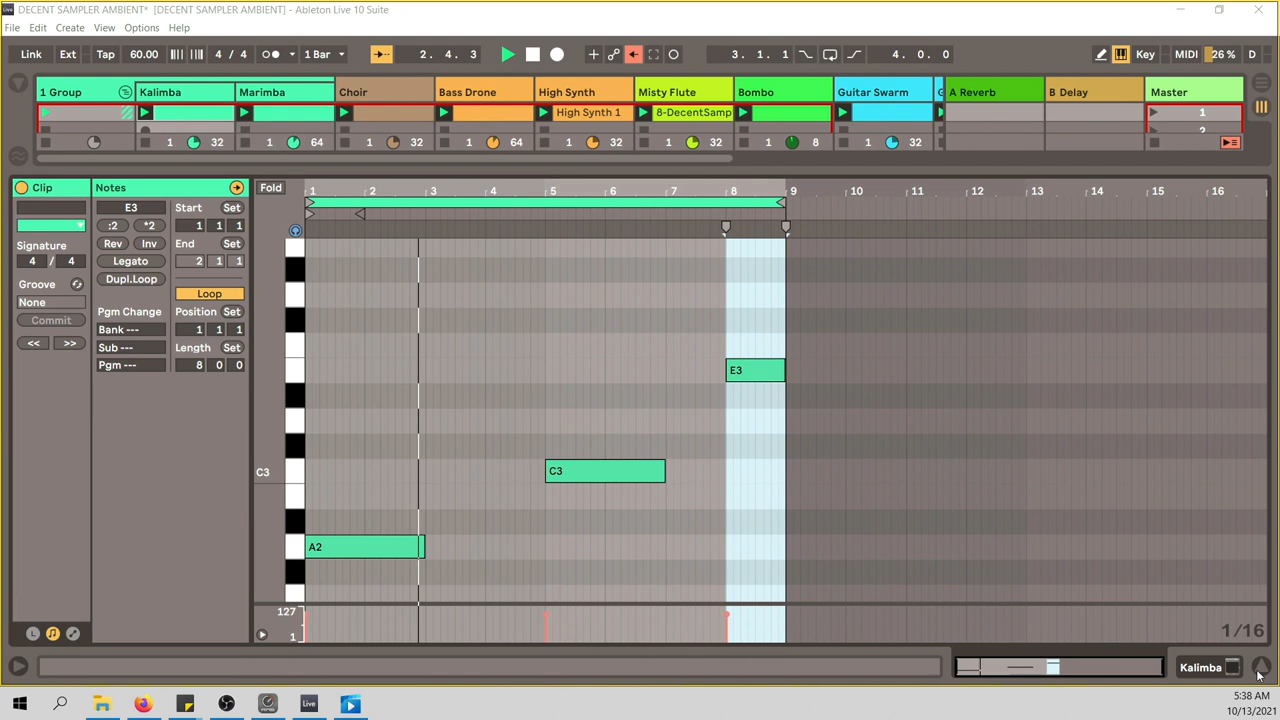 Live DECENT SAMPLER AMBIENT* [DECENT SAMPLER AMBIENT] - Ableton Live 10 Suite
File Edit Create View Options Help
Link Ext Tap 60.00 4 / 4 1 Bar 2. 4. 3 3. 1. 1 4. 0. 0 Key MIDI 26% D
1 Group Kalimba Marimba Choir Bass Drone High Synth Misty Flute Bombo Guitar Swarm G A Reverb B Delay Master
High Synth 1 8-DecentSamp 1
2
1 32 1 64 1 32 1 64 1 32 1 32 1 8 1 32
Clip Notes Fold 1 2 3 4 5 6 7 8 9 10 11 12 13 14 15 16
E3 Start Set
:2 *2 1 1 1
Signature Rev Inv End Set
4 / 4 Legato 2 1 1
Groove Dupl.Loop
None Loop
Commit Pgm Change Position Set
Bank --- 1 1 1
<< >> Sub --- Length Set
Pgm --- 8 0 0
E3
C3 C3
A2
127
1 1/16
L
Kalimba
Live
5:38 AM
10/13/2021